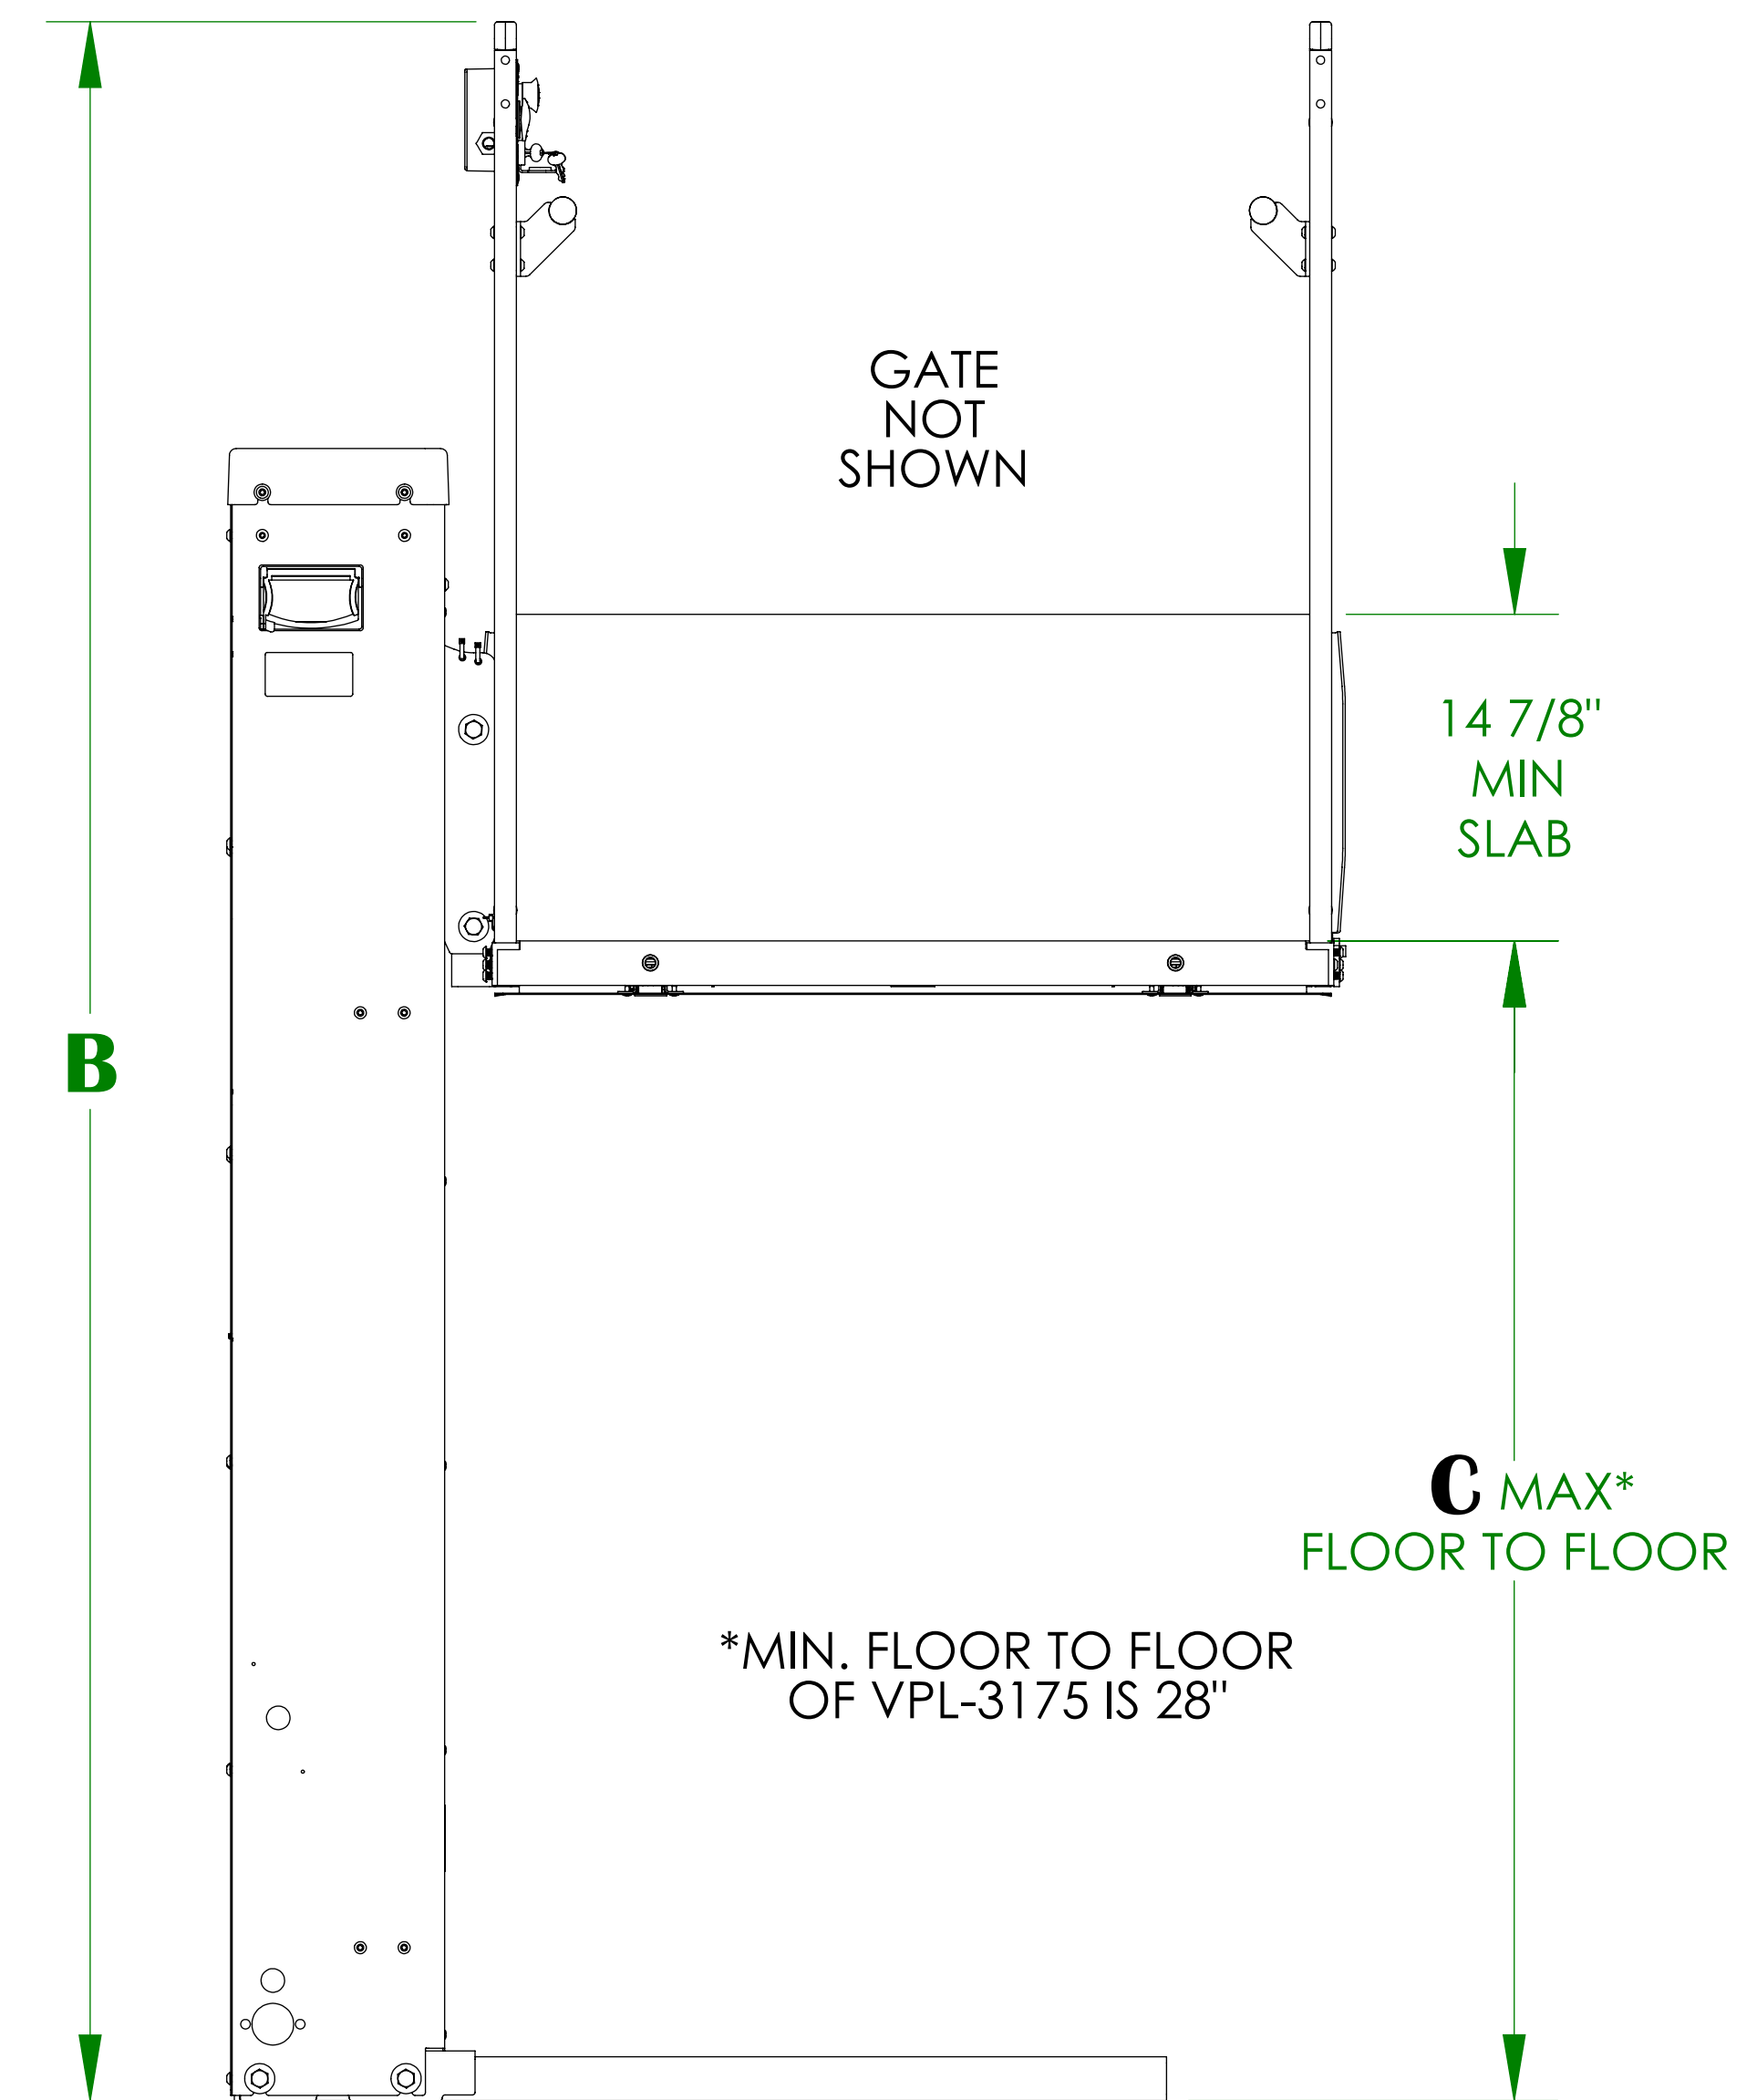 GATE
NOT
SHOWN
14 7/8"
MIN
SLAB
B
C MAX*
FLOOR TO FLOOR
*MIN. FLOOR TO FLOOR
OF VPL-3175 IS 28"